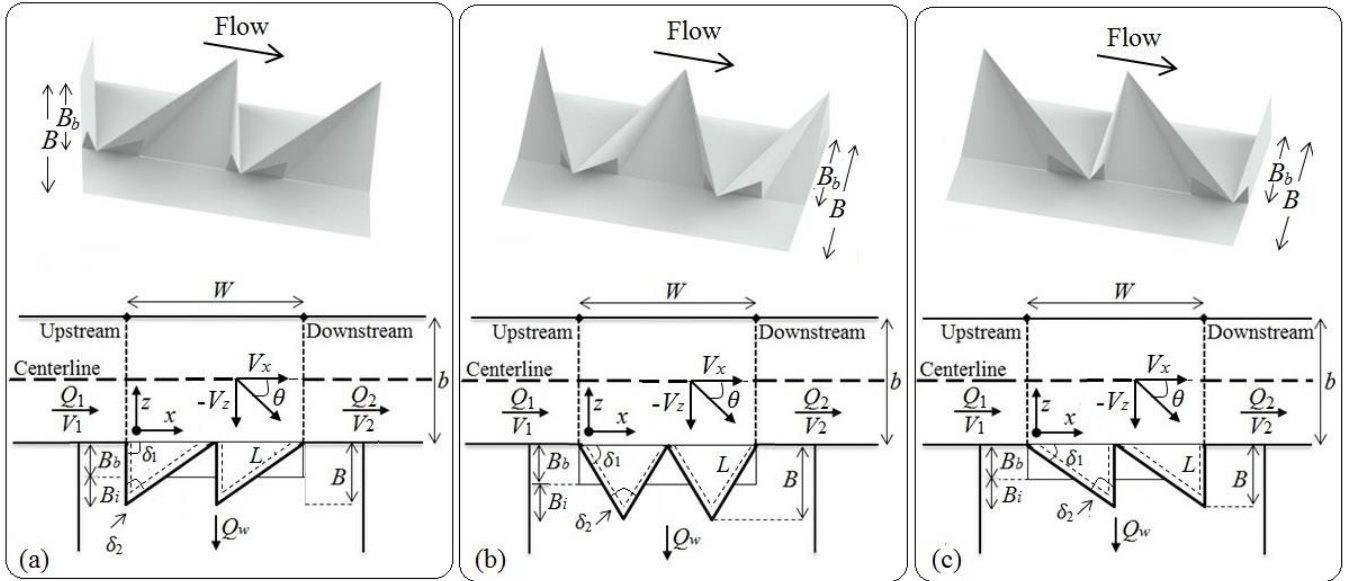 Flow
B_b
B
W
Upstream
Downstream
Centerline
V_x
b
Q_1
V_1
z
x
-V_z
θ
Q_2
V_2
B_b
δ_1
L
B
B_i
δ_2
Q_w
(a)
Flow
B_b
B
W
Upstream
Downstream
Centerline
V_x
b
Q_1
V_1
z
x
-V_z
θ
Q_2
V_2
B_b
δ_1
L
B
B_i
δ_2
Q_w
(b)
Flow
B_b
B
W
Upstream
Downstream
Centerline
V_x
b
Q_1
V_1
z
x
-V_z
θ
Q_2
V_2
B_b
δ_1
L
B
B_i
δ_2
Q_w
(c)